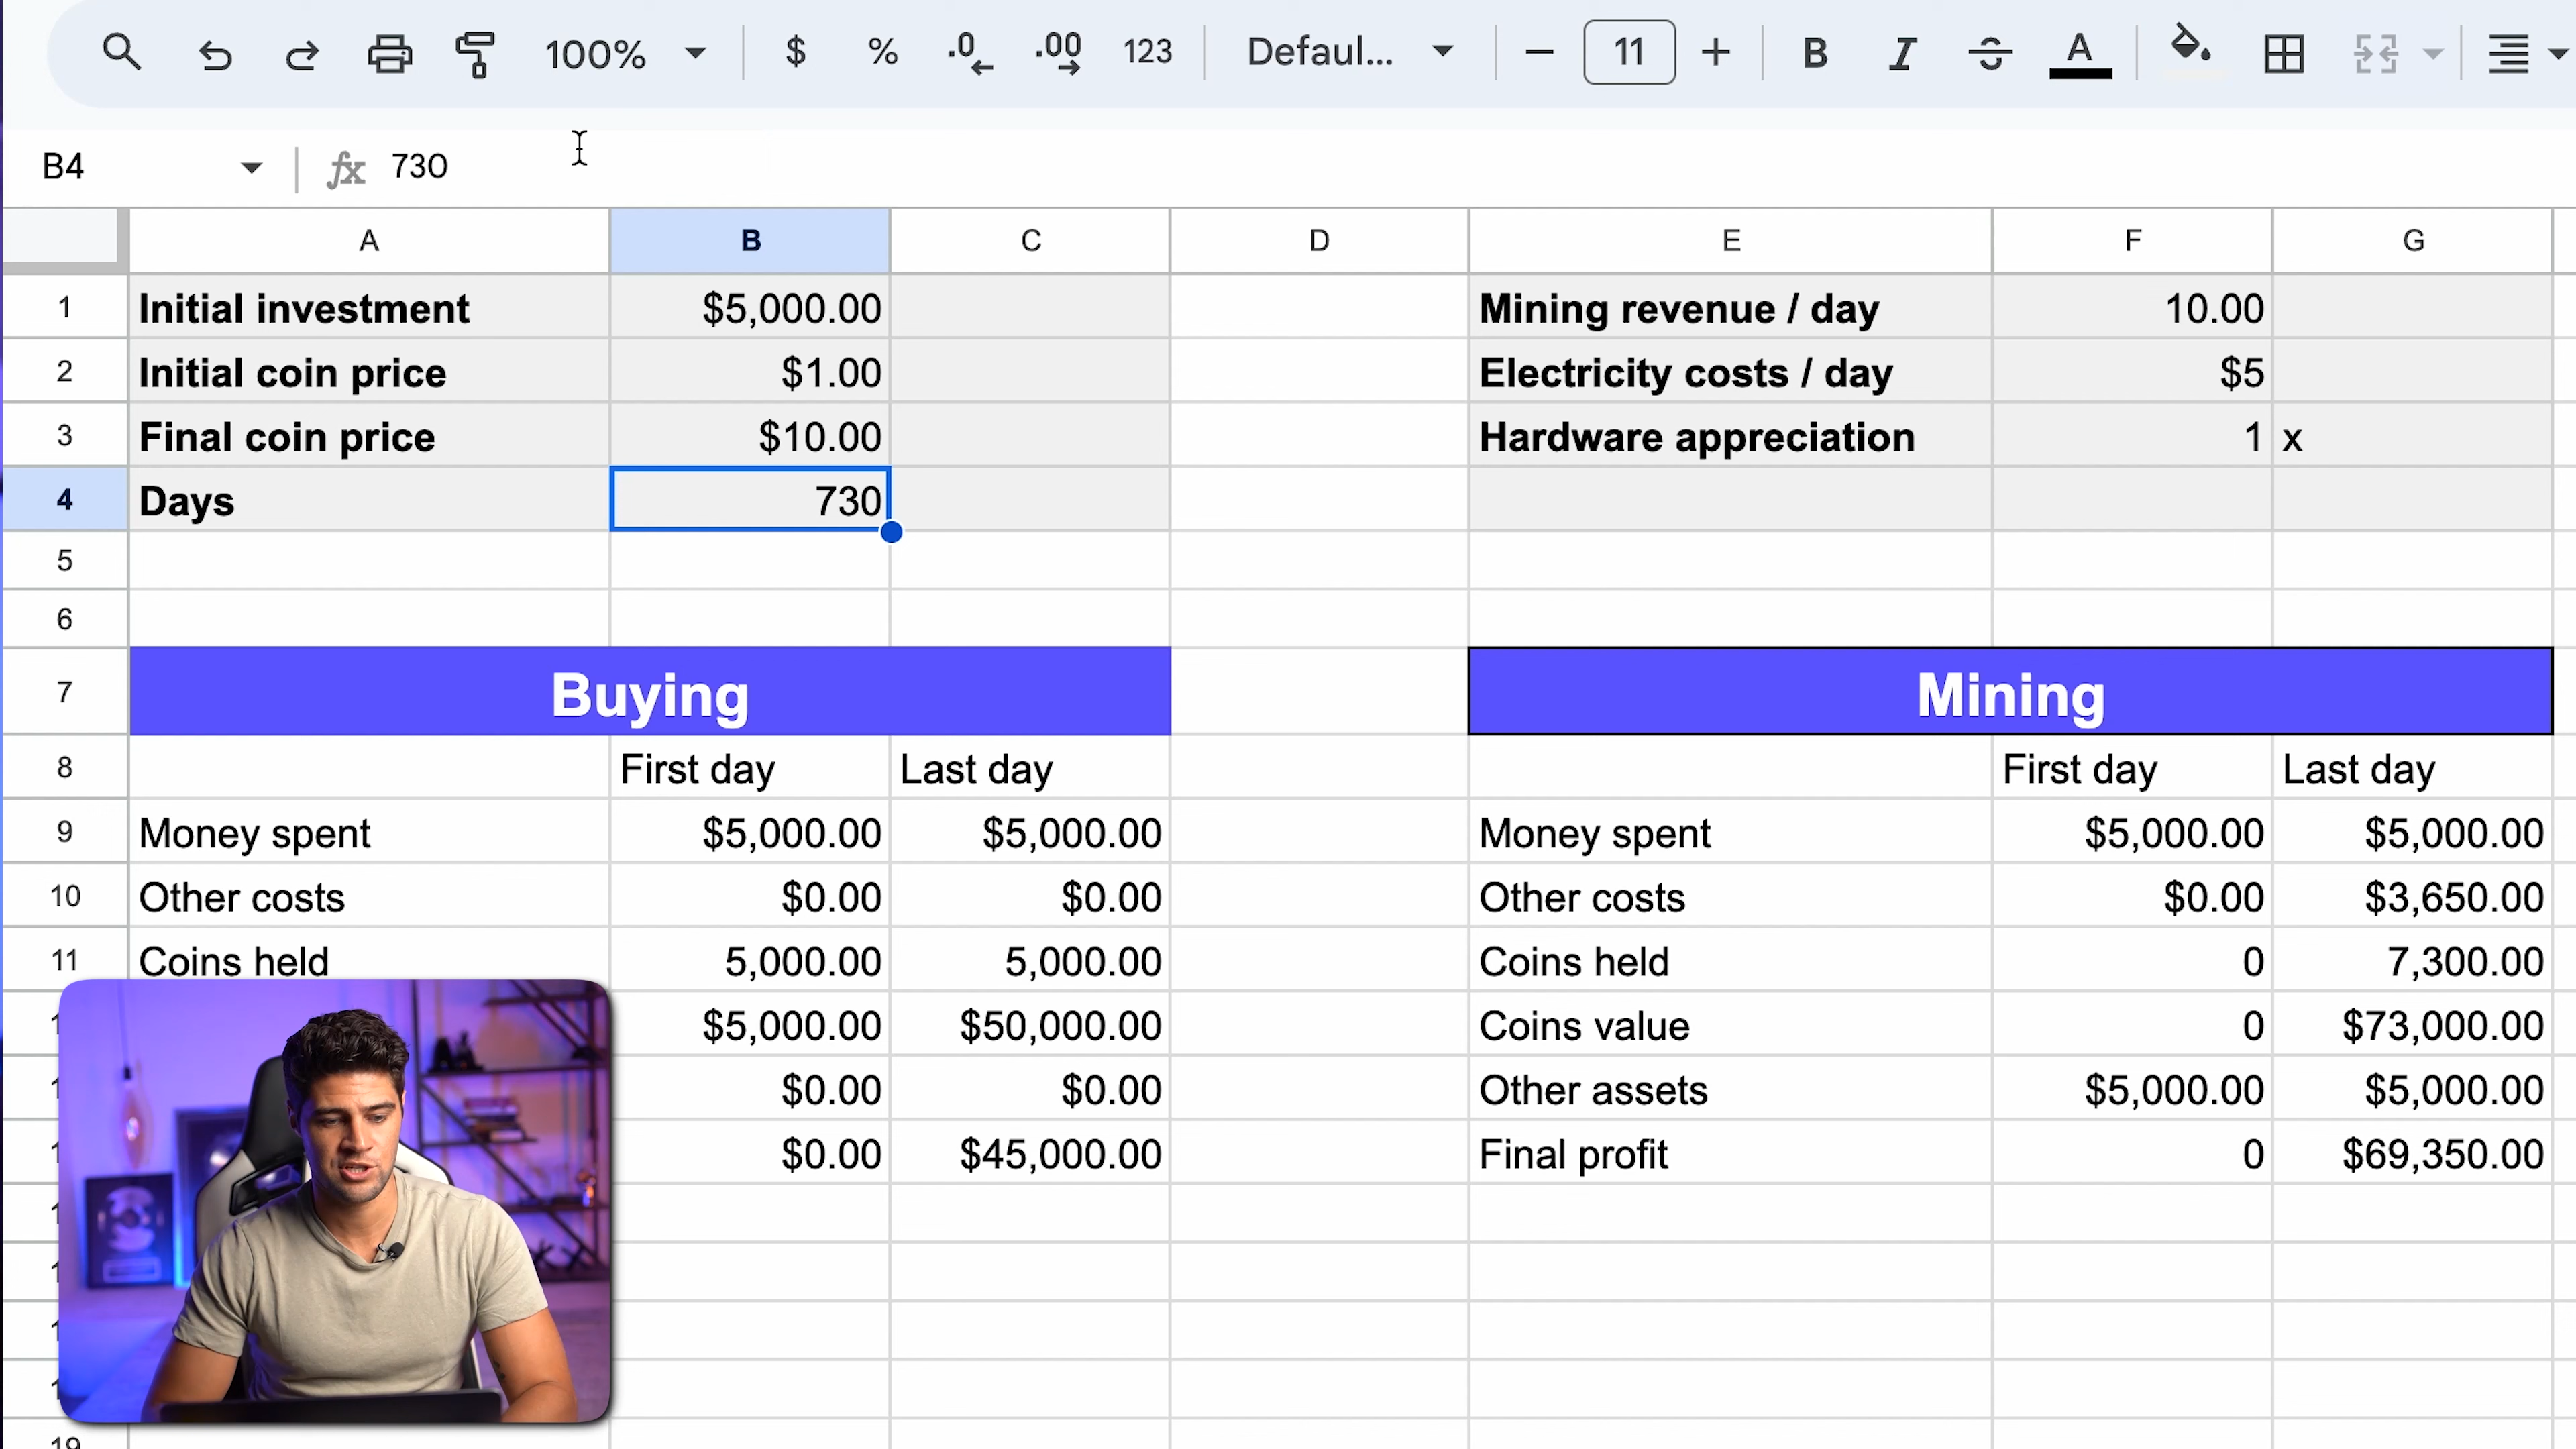 100% $ % .0 .00 123 Defaul... 11 B I A
B4 fx 730
A B C D E F G
1 Initial investment $5,000.00 Mining revenue / day 10.00
2 Initial coin price $1.00 Electricity costs / day $5
3 Final coin price $10.00 Hardware appreciation 1 x
4 Days 730
5
6
7 Buying Mining
8 First day Last day First day Last day
9 Money spent $5,000.00 $5,000.00 Money spent $5,000.00 $5,000.00
10 Other costs $0.00 $0.00 Other costs $0.00 $3,650.00
11 Coins held 5,000.00 5,000.00 Coins held 0 7,300.00
$5,000.00 $50,000.00 Coins value 0 $73,000.00
$0.00 $0.00 Other assets $5,000.00 $5,000.00
$0.00 $45,000.00 Final profit 0 $69,350.00
19